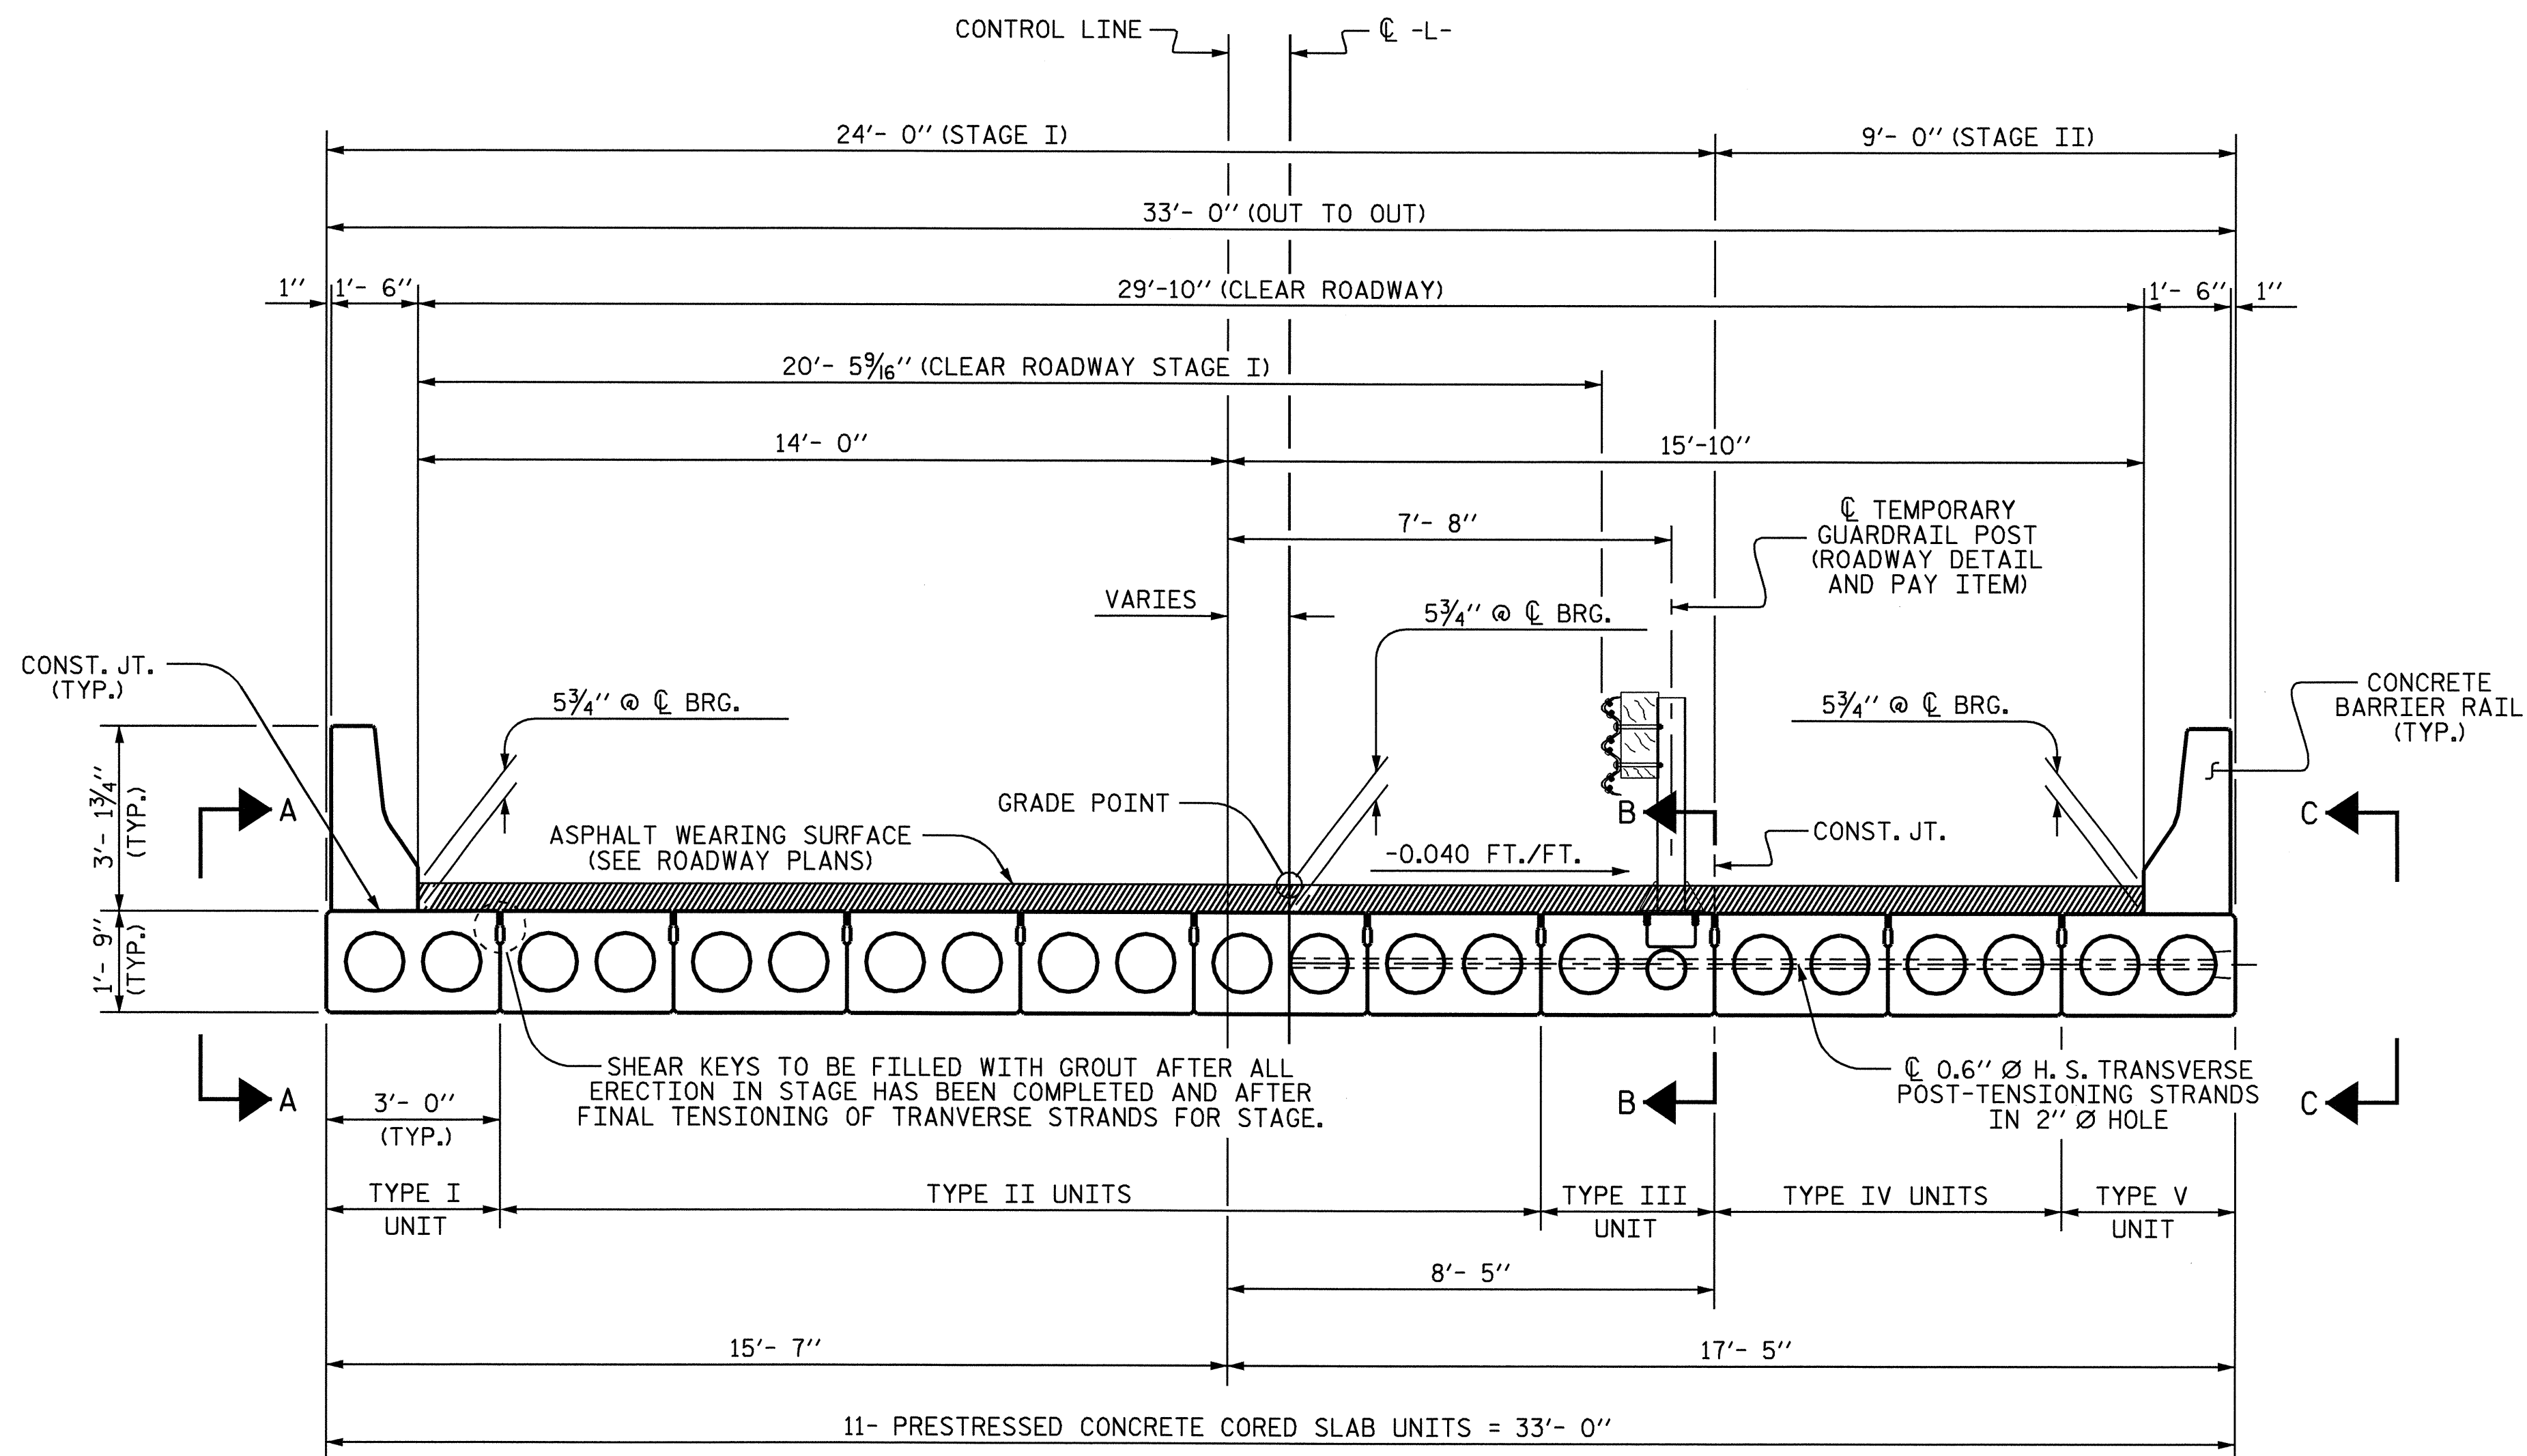 CONTROL LINE
℄ -L-
24'- 0" (STAGE I)
9'- 0" (STAGE II)
33'- 0" (OUT TO OUT)
1"
1'- 6"
29'-10" (CLEAR ROADWAY)
1'- 6"
1"
20'- 5 9/16" (CLEAR ROADWAY STAGE I)
14'- 0"
15'-10"
7'- 8"
℄ TEMPORARY
GUARDRAIL POST
(ROADWAY DETAIL
AND PAY ITEM)
VARIES
5 3/4" @ ℄ BRG.
CONST. JT.
(TYP.)
5 3/4" @ ℄ BRG.
5 3/4" @ ℄ BRG.
CONCRETE
BARRIER RAIL
(TYP.)
3'- 1 3/4"
(TYP.)
A
GRADE POINT
B
C
ASPHALT WEARING SURFACE
(SEE ROADWAY PLANS)
-0.040 FT./FT.
CONST. JT.
1'- 9"
(TYP.)
SHEAR KEYS TO BE FILLED WITH GROUT AFTER ALL
ERECTION IN STAGE HAS BEEN COMPLETED AND AFTER
FINAL TENSIONING OF TRANVERSE STRANDS FOR STAGE.
℄ 0.6" Ø H. S. TRANSVERSE
POST-TENSIONING STRANDS
IN 2" Ø HOLE
A
B
C
3'- 0"
(TYP.)
TYPE I
UNIT
TYPE II UNITS
TYPE III
UNIT
TYPE IV UNITS
TYPE V
UNIT
8'- 5"
15'- 7"
17'- 5"
11- PRESTRESSED CONCRETE CORED SLAB UNITS = 33'- 0"